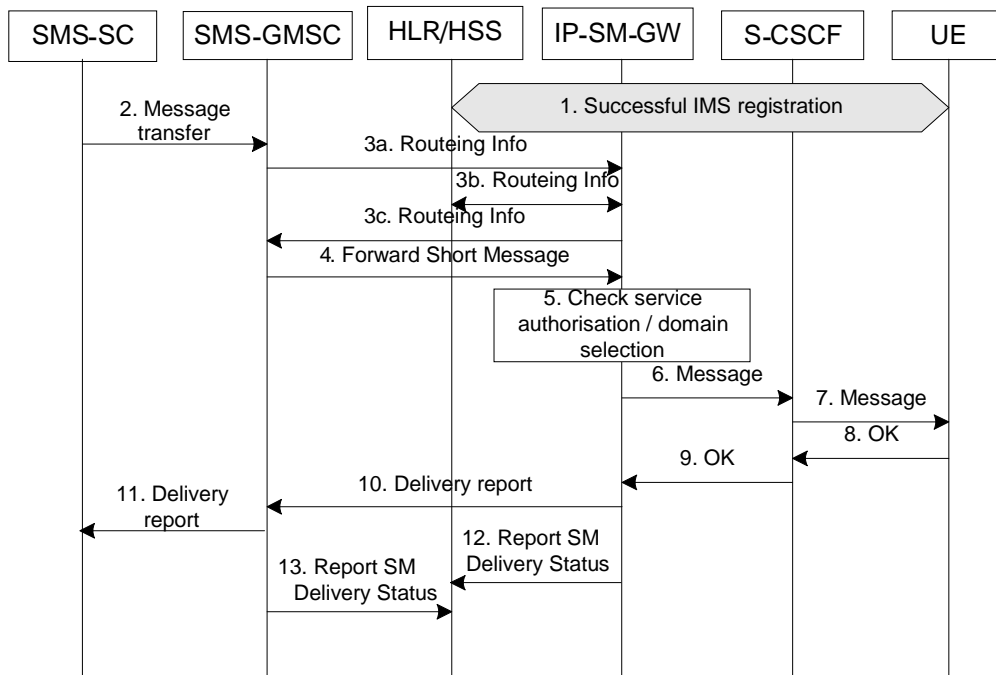 SMS-SC
SMS-GMSC
HLR/HSS
IP-SM-GW
S-CSCF
UE
1. Successful IMS registration
2. Message
transfer
3a. Routeing Info
3b. Routeing Info
3c. Routeing Info
4. Forward Short Message
5. Check service
authorisation / domain
selection
6. Message
7. Message
8. OK
9. OK
10. Delivery report
11. Delivery
report
12. Report SM
Delivery Status
13. Report SM
Delivery Status